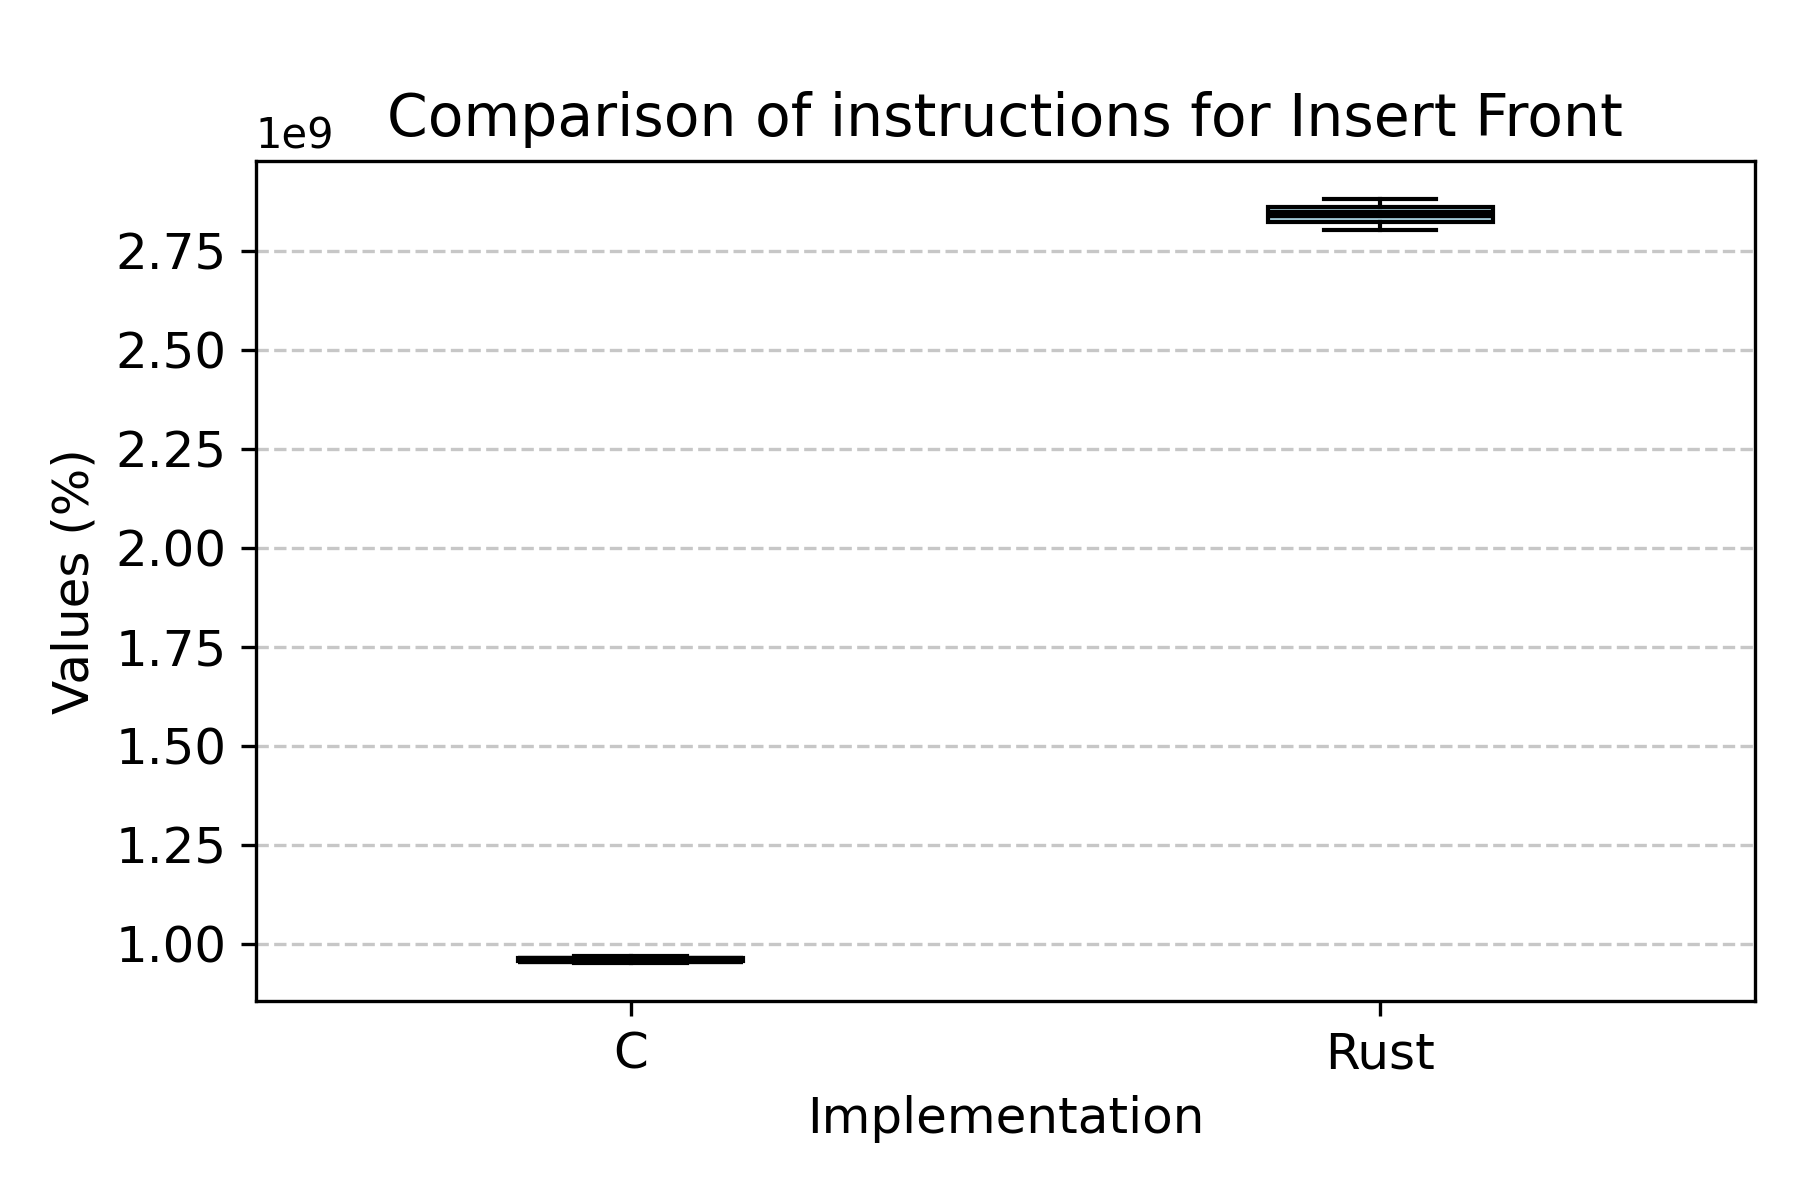 Comparison of instructions for Insert Front
1e9
2.75
2.50
2.25
2.00
1.75
1.50
1.25
1.00
Values (%)
C
Rust
Implementation